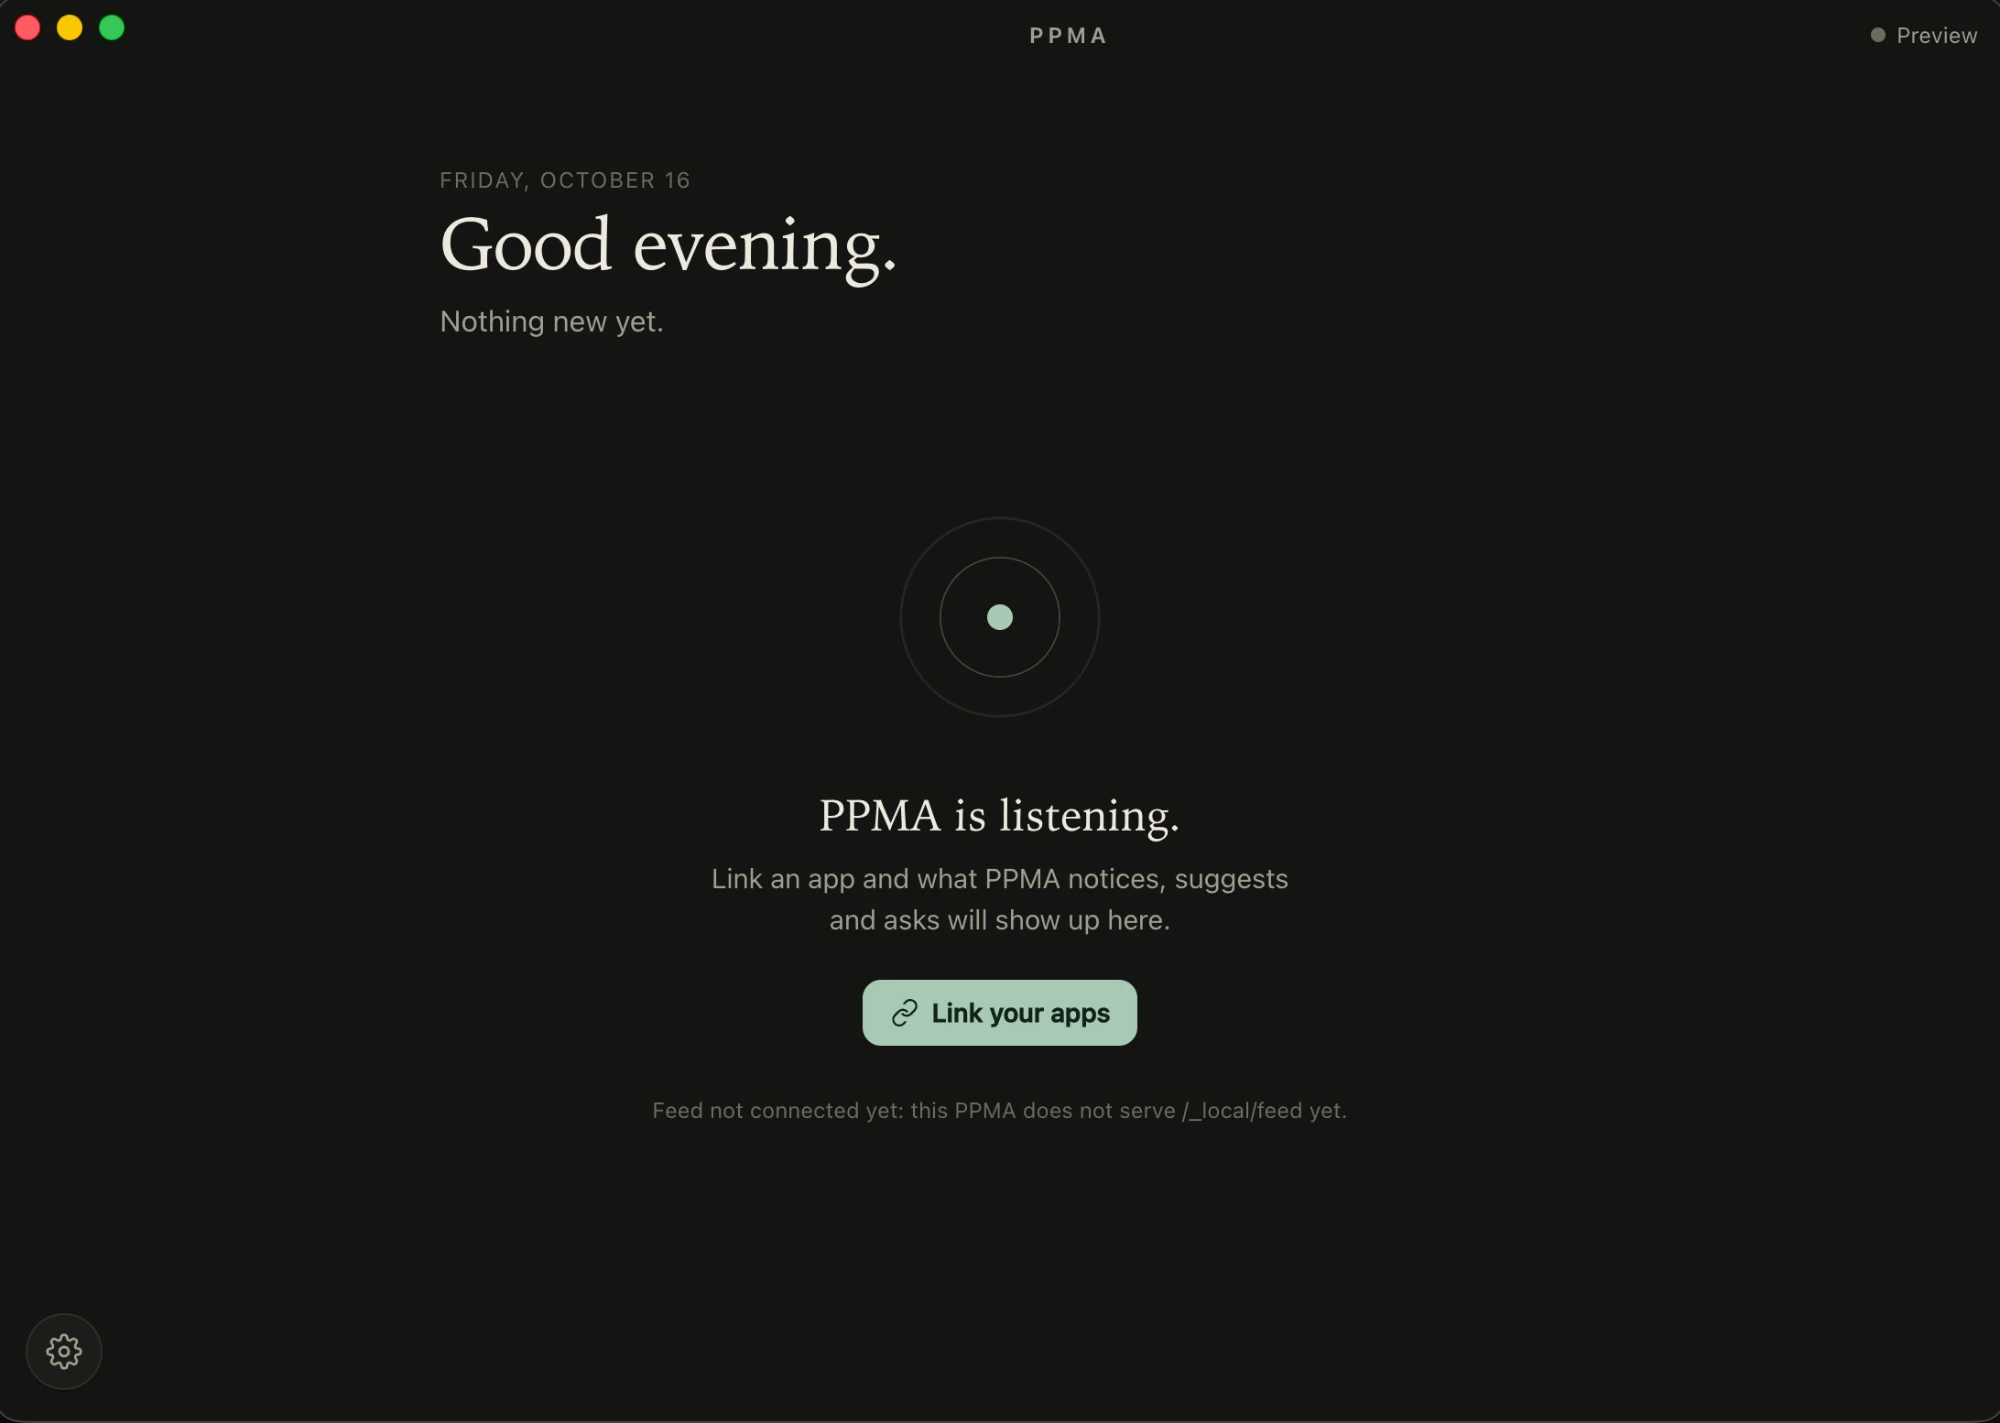 PPMA
Preview
FRIDAY, OCTOBER 16
Good evening.
Nothing new yet.
PPMA is listening.
Link an app and what PPMA notices, suggests
and asks will show up here.
Link your apps
Feed not connected yet: this PPMA does not serve /_local/feed yet.